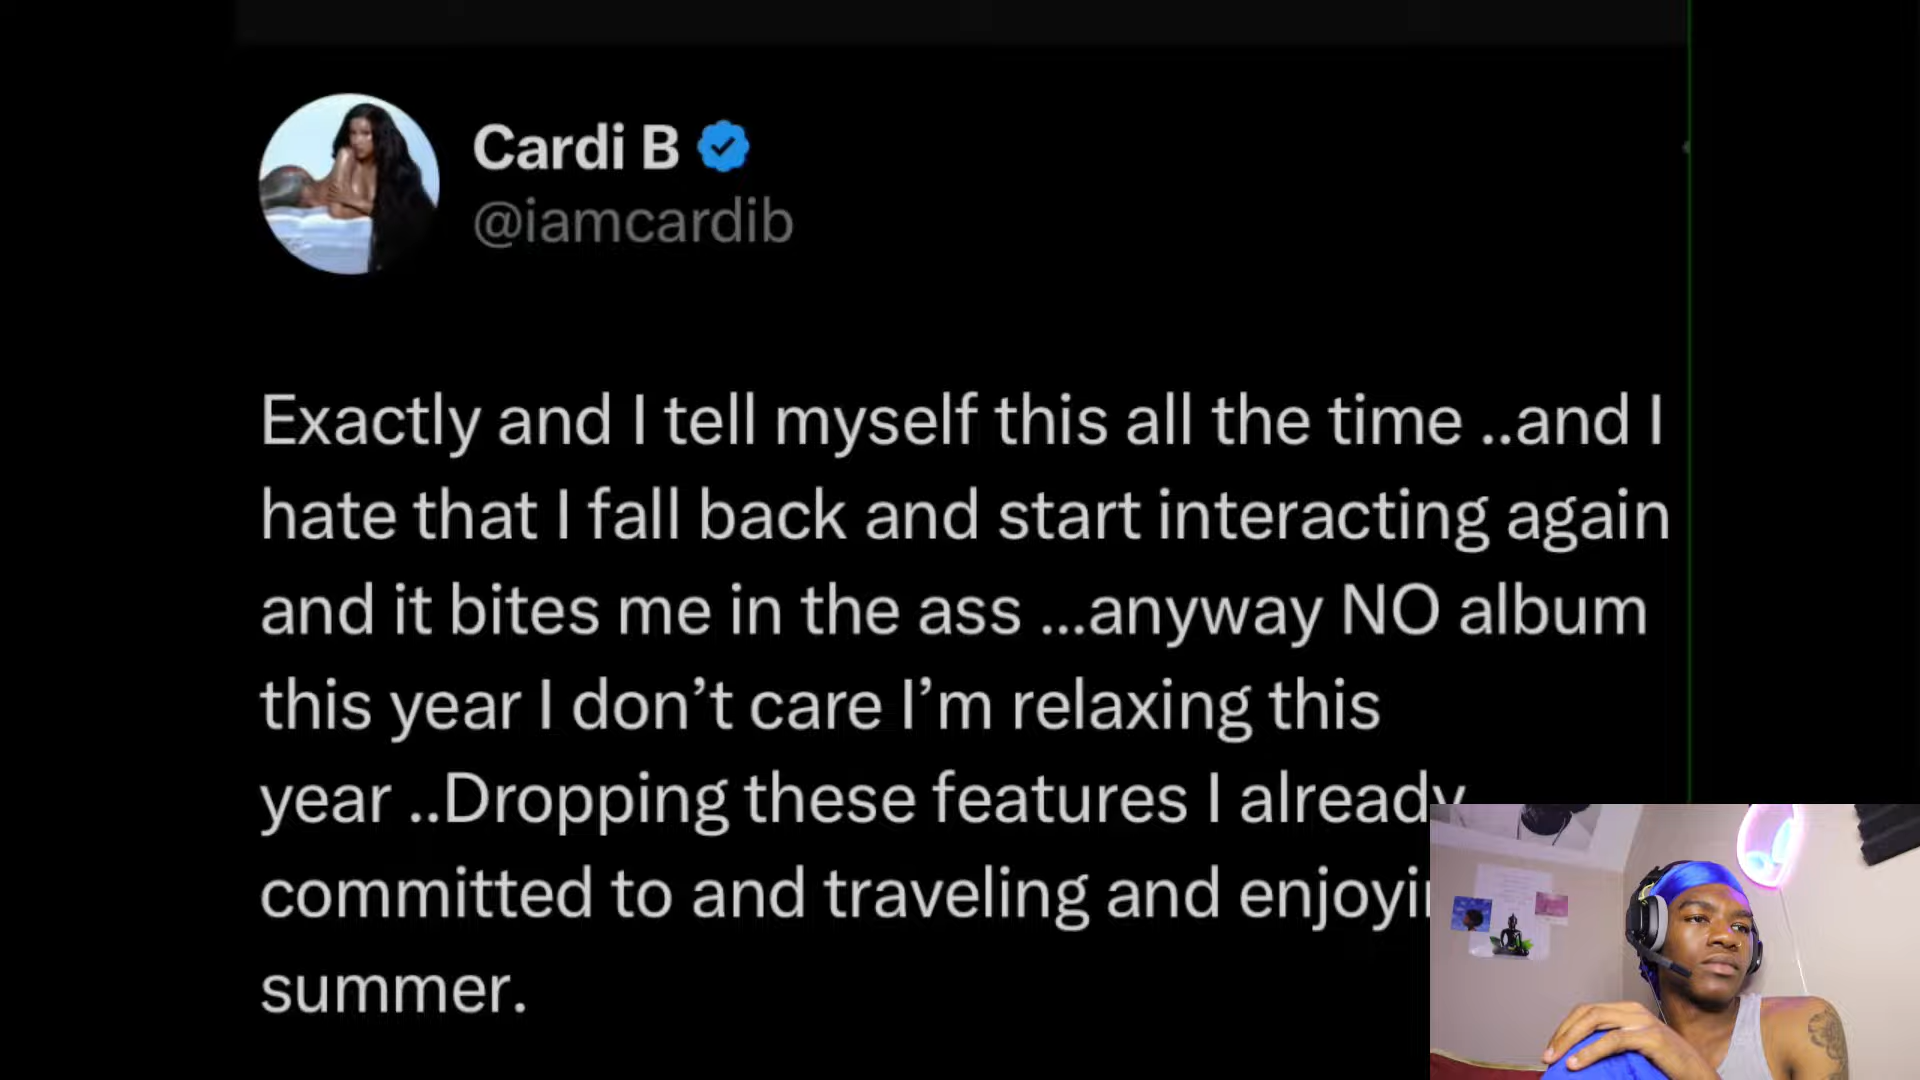 Cardi B
@iamcardib
Exactly and I tell myself this all the time ..and I
hate that I fall back and start interacting again
and it bites me in the ass ...anyway NO album
this year I don’t care I’m relaxing this
year ..Dropping these features I already
committed to and traveling and
summer.